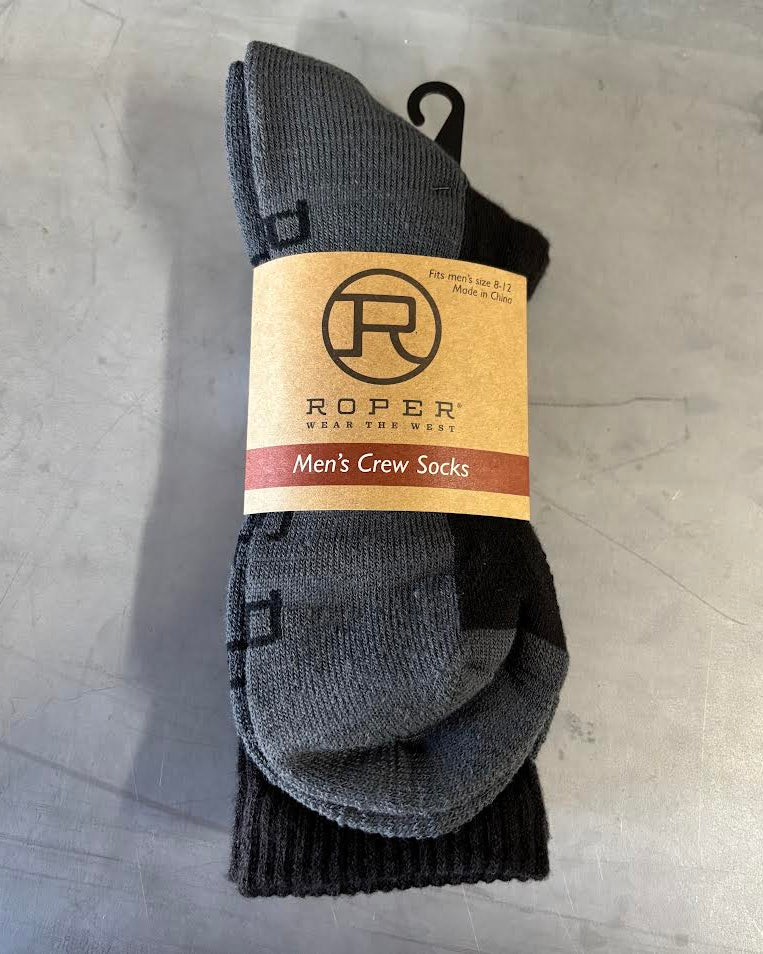 Fits men's size 8-12
Made in China
R
ROPER®
WEAR THE WEST
Men's Crew Socks